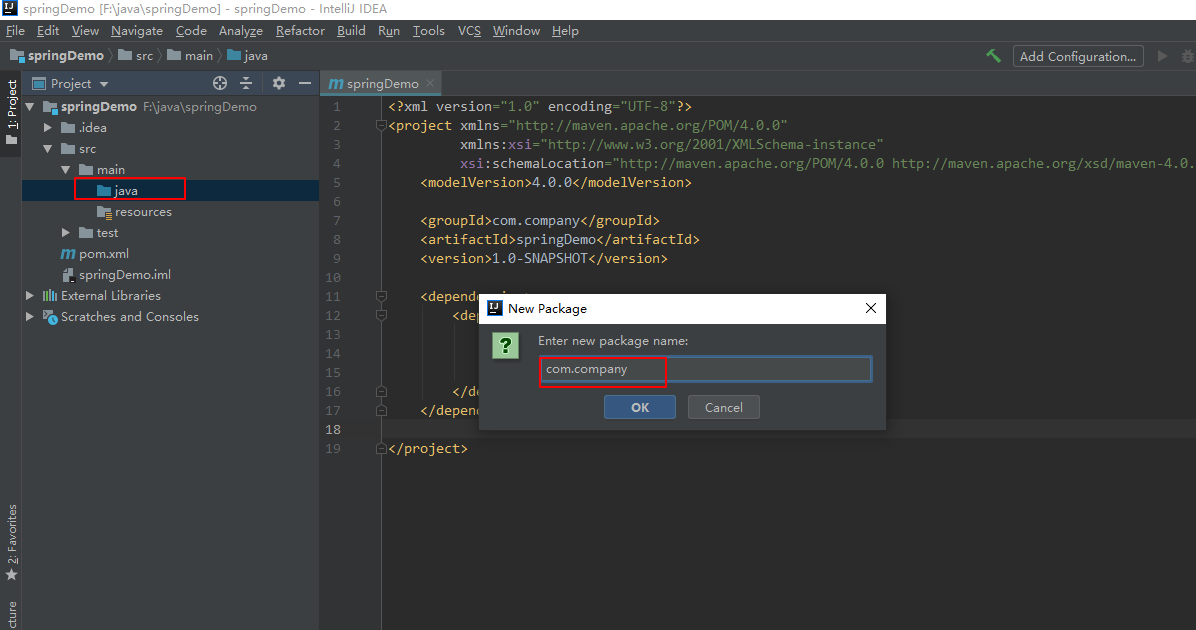 springDemo [F:\java\springDemo] - springDemo - IntelliJ IDEA
File Edit View Navigate Code Analyze Refactor Build Run Tools VCS Window Help
springDemo src main java Add Configuration...
1: Project
Project
springDemo
springDemo F:\java\springDemo
.idea
src
main
java
resources
test
pom.xml
springDemo.iml
External Libraries
Scratches and Consoles
2: Favorites
cture
1 <?xml version="1.0" encoding="UTF-8"?>
2 <project xmlns="http://maven.apache.org/POM/4.0.0"
3 xmlns:xsi="http://www.w3.org/2001/XMLSchema-instance"
4 xsi:schemaLocation="http://maven.apache.org/POM/4.0.0 http://maven.apache.org/xsd/maven-4.0.
5 <modelVersion>4.0.0</modelVersion>
6
7 <groupId>com.company</groupId>
8 <artifactId>springDemo</artifactId>
9 <version>1.0-SNAPSHOT</version>
10
11 <depend
12 <de
13
14
15
16 </de
17 </depen
18
19 </project>
New Package
Enter new package name:
com.company
OK Cancel